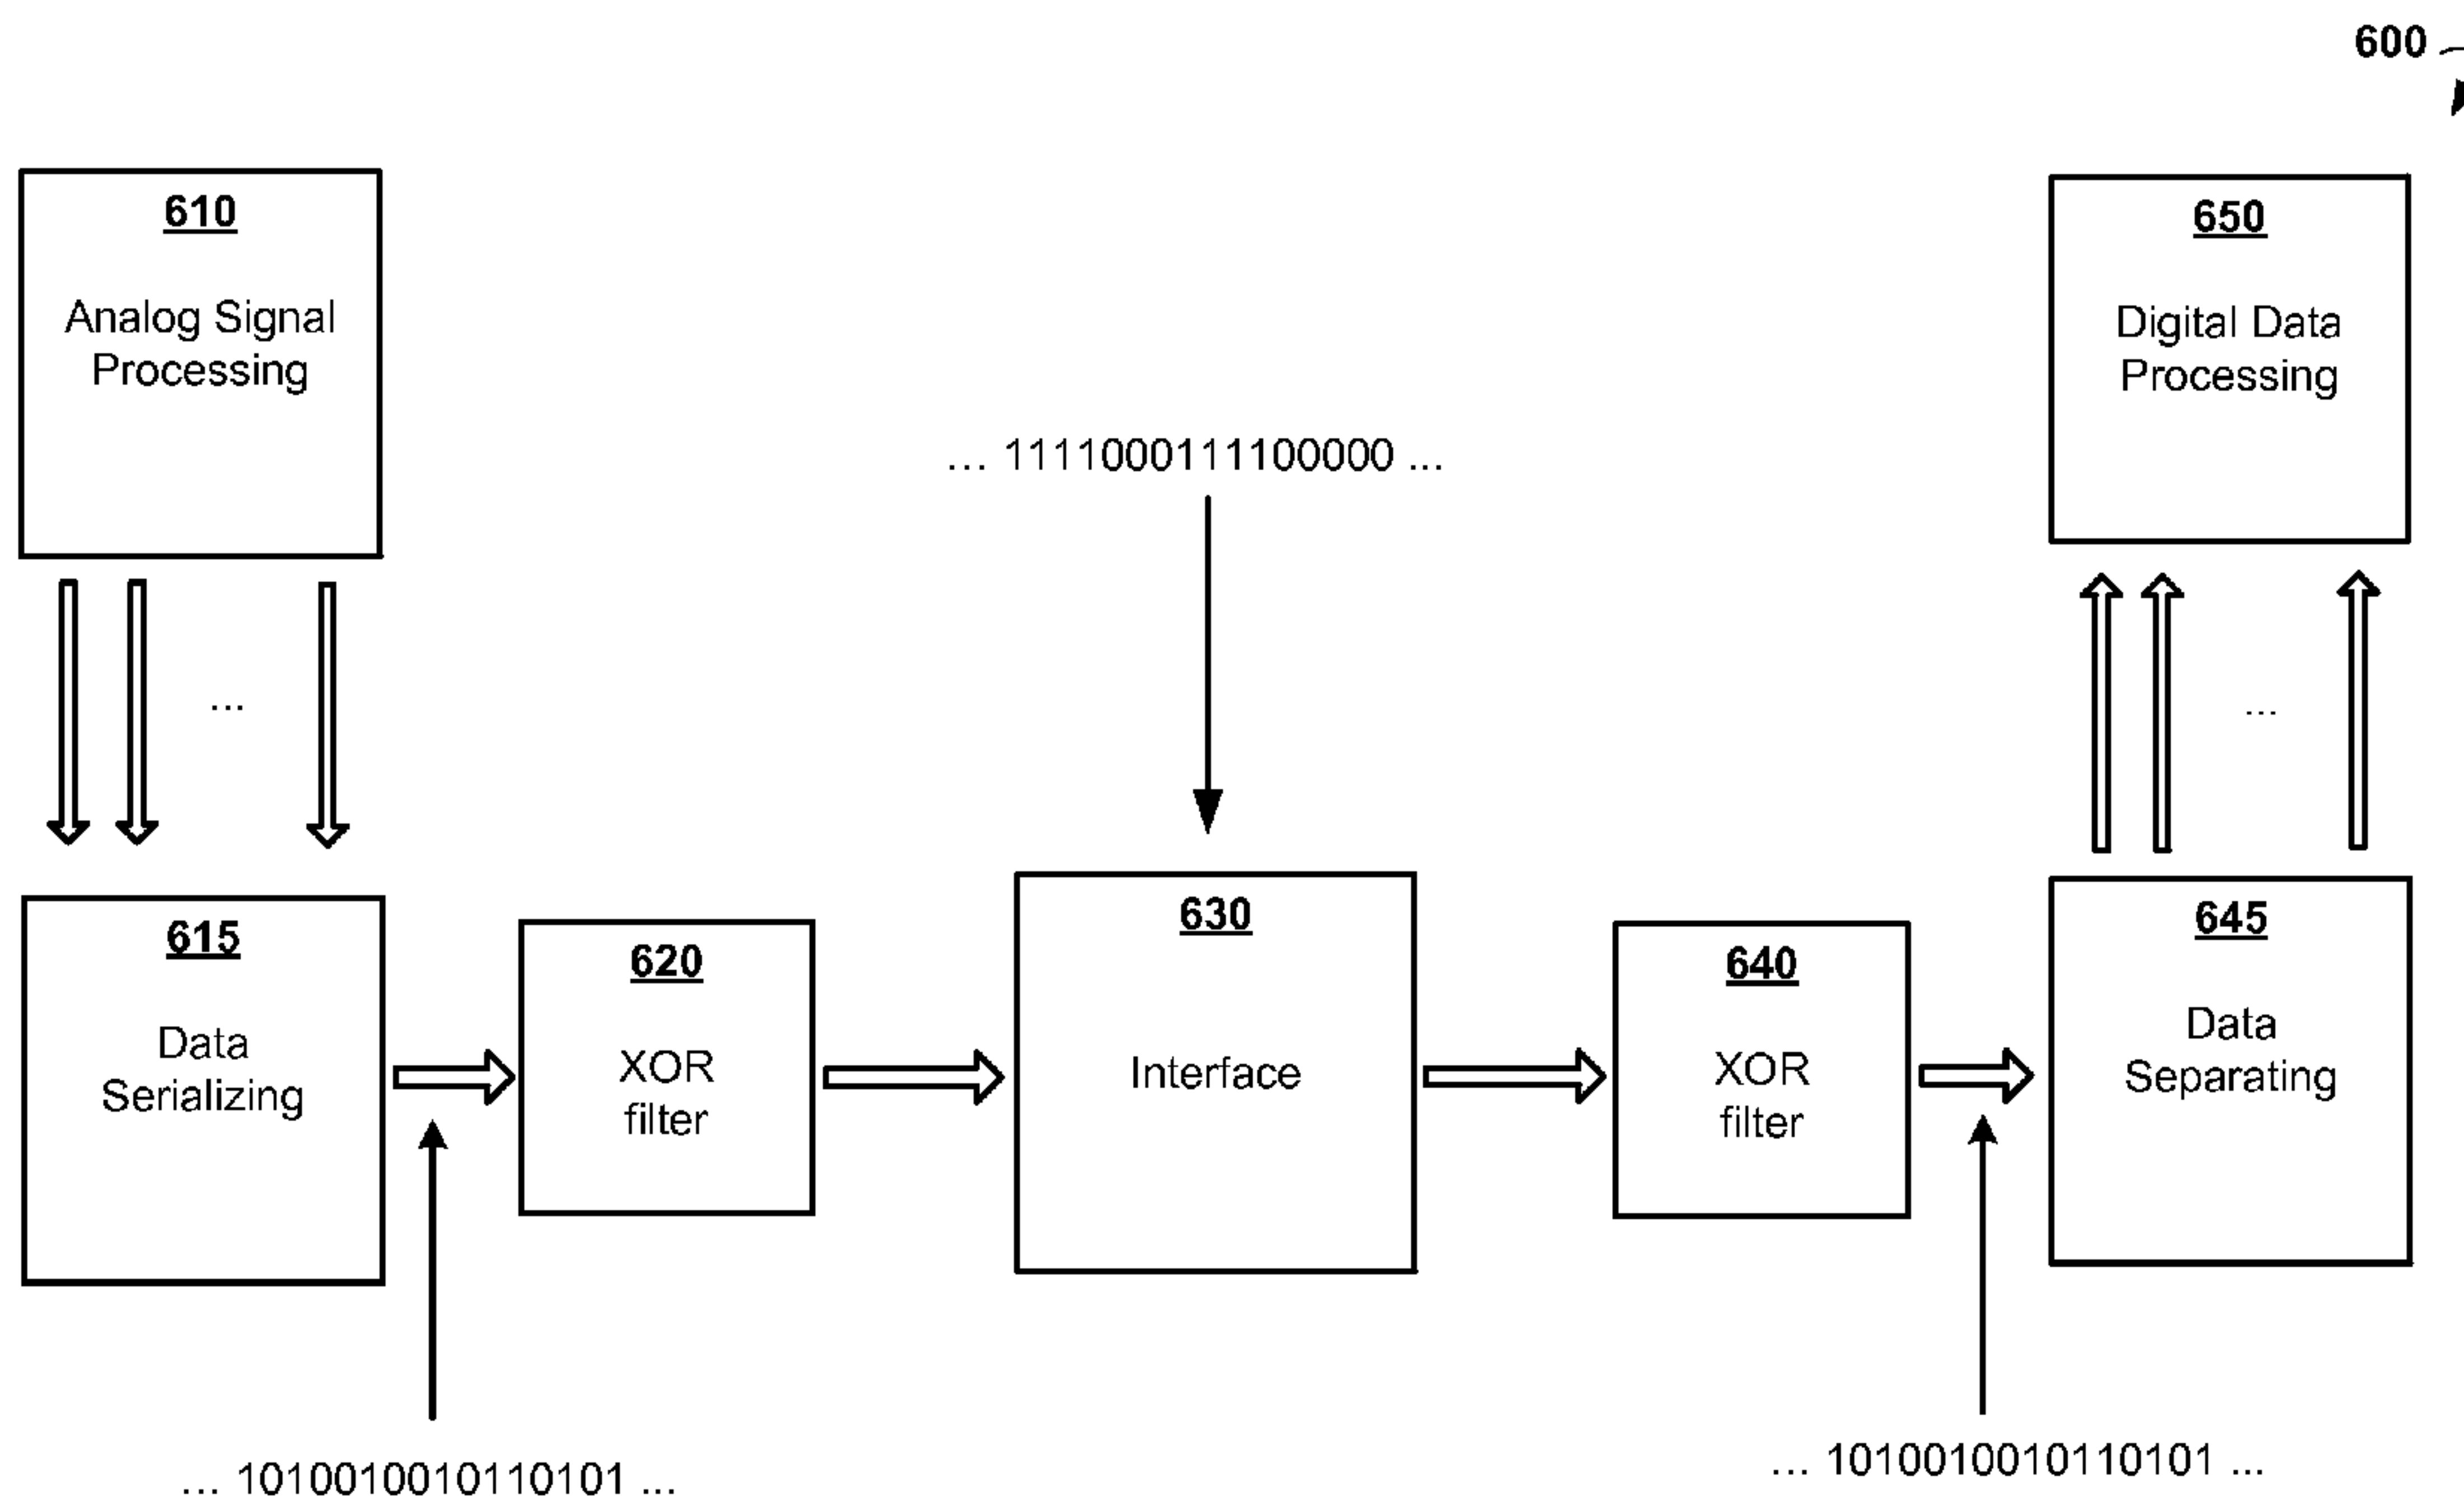 600
610
Analog Signal
Processing
650
Digital Data
Processing
... 1111000111100000 ...
...
...
615
Data
Serializing
620
XOR
filter
630
Interface
640
XOR
filter
645
Data
Separating
... 1010010010110101 ...
... 1010010010110101 ...